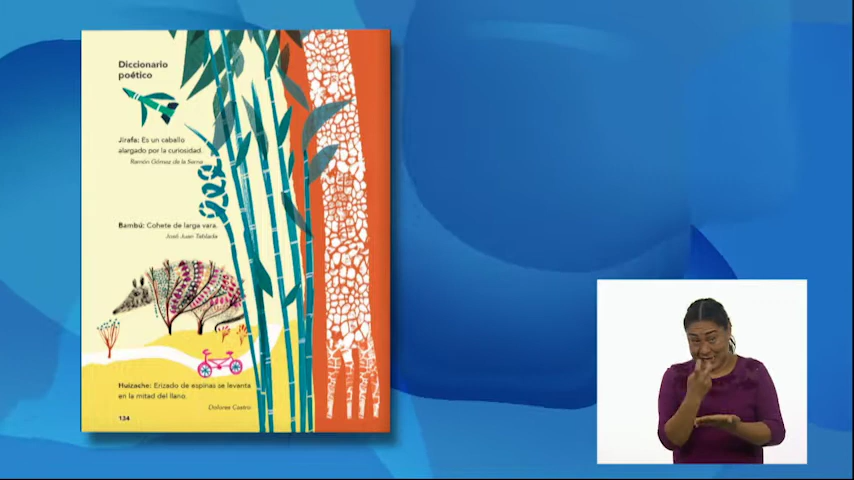 Diccionario
poético
Jirafa: Es un caballo
alargado por la curiosidad.
Ramón Gómez de la Serna
Bambú: Cohete de larga vara.
José Juan Tablada
Huizache: Erizado de espinas se levanta
en la mitad del llano.
Dolores Castro
134